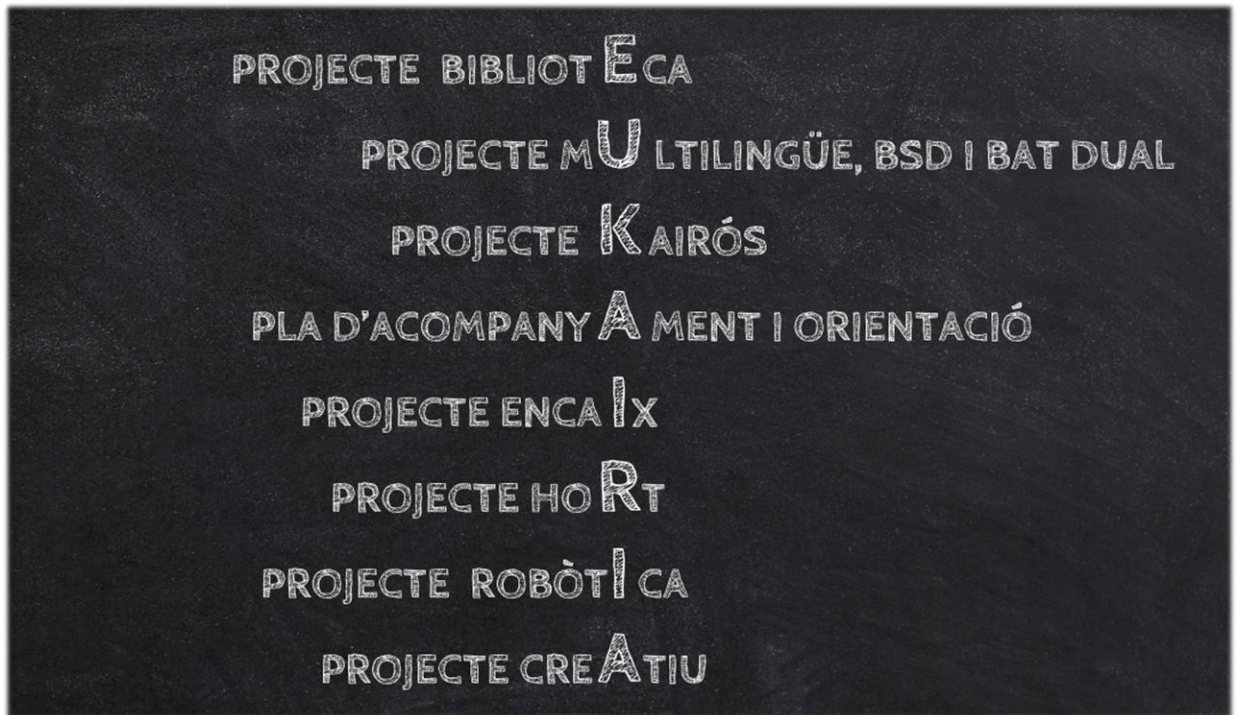 PROJECTE BIBLIOTECA
PROJECTE MULTILINGÜE, BSD I BAT DUAL
PROJECTE KAIRÓS
PLA D'ACOMPANYAMENT I ORIENTACIÓ
PROJECTE ENCAIX
PROJECTE HORT
PROJECTE ROBÒTICA
PROJECTE CREATIU